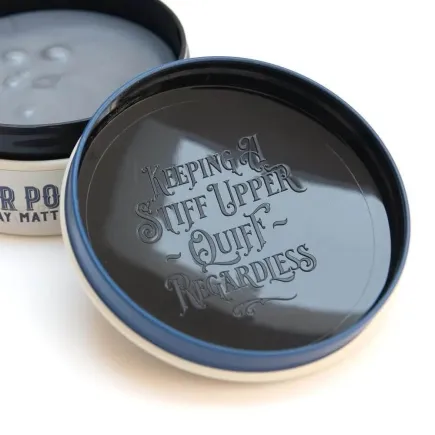 KEEPING A
STIFF UPPER
- QUIFF -
REGARDLESS
R PO
AY MATT